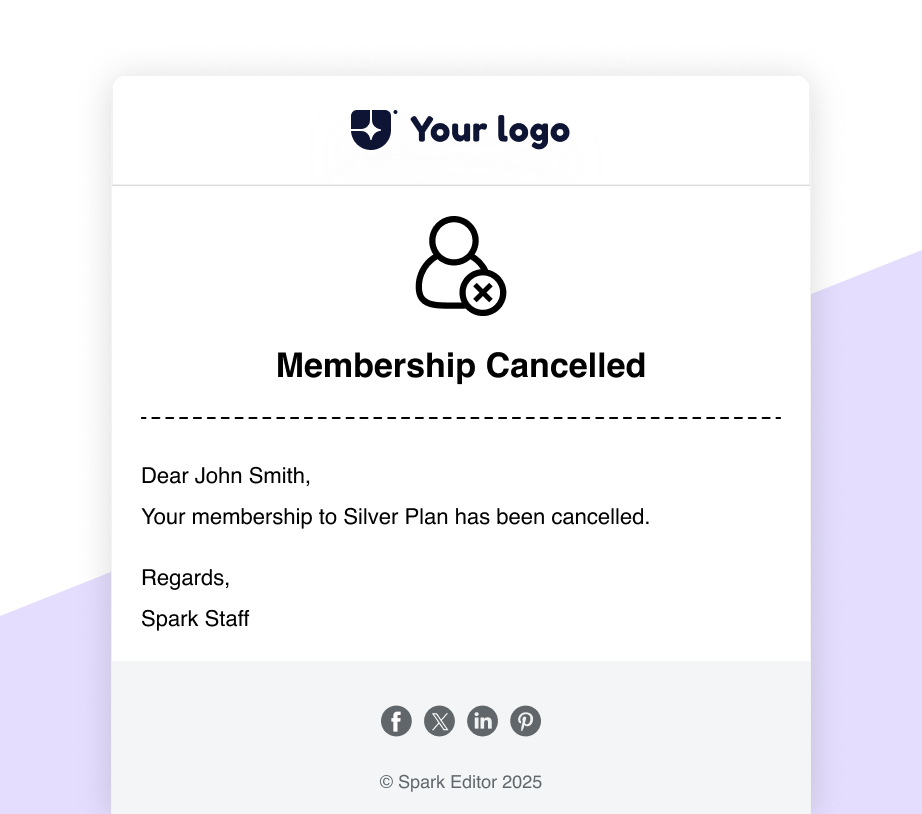 Your logo
Membership Cancelled
Dear John Smith,
Your membership to Silver Plan has been cancelled.
Regards,
Spark Staff
© Spark Editor 2025